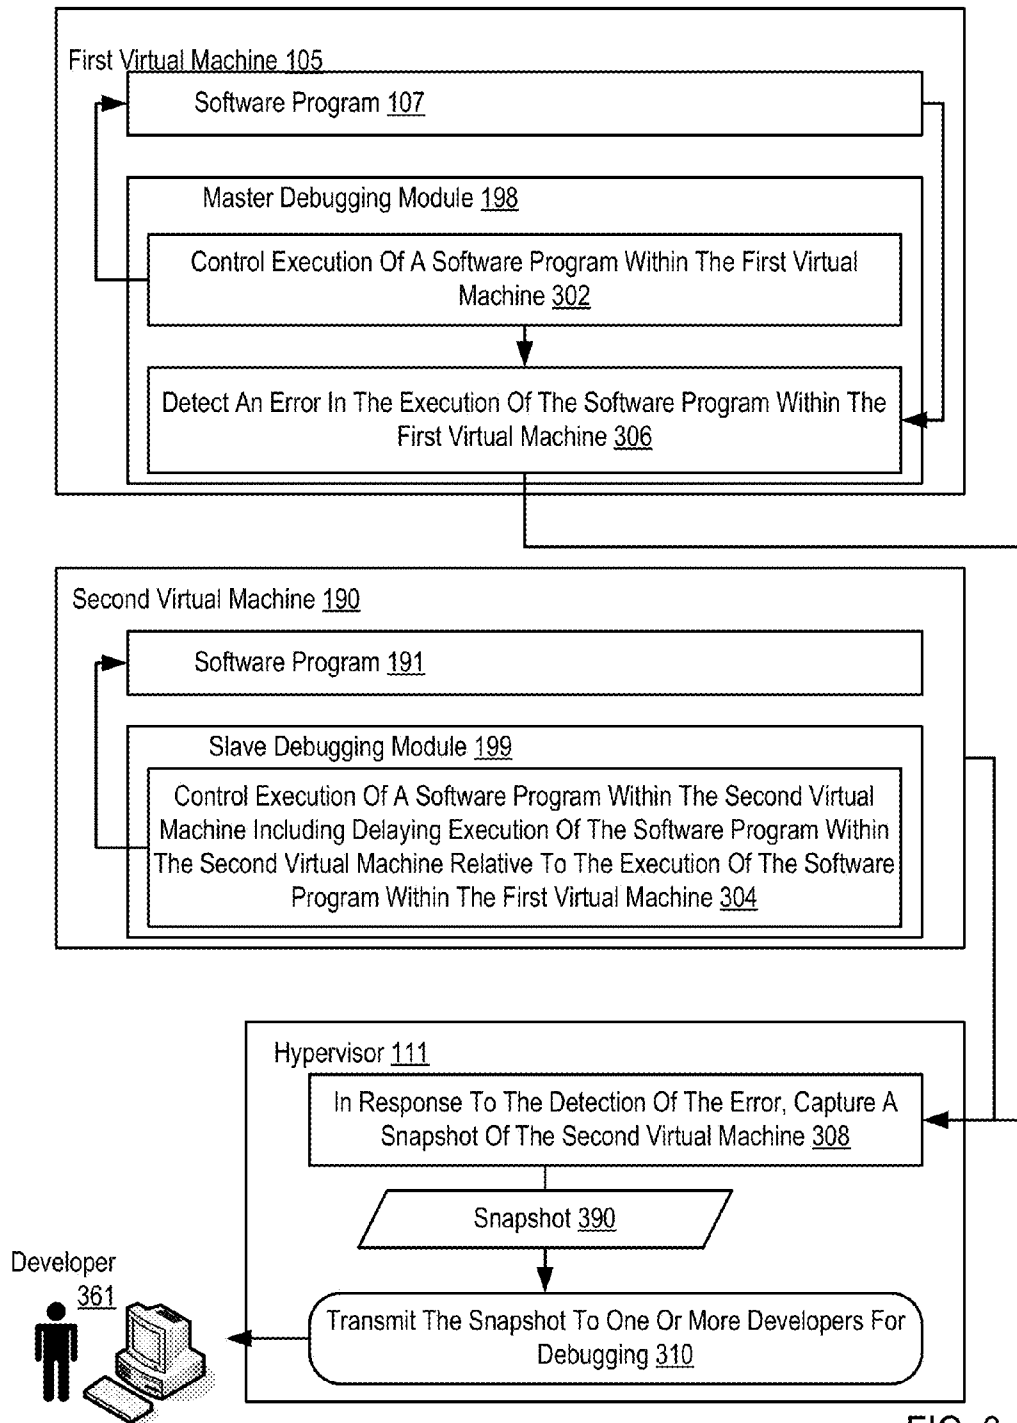 First Virtual Machine 105
Software Program 107
Master Debugging Module 198
Control Execution Of A Software Program Within The First Virtual
Machine 302
Detect An Error In The Execution Of The Software Program Within The
First Virtual Machine 306
Second Virtual Machine 190
Software Program 191
Slave Debugging Module 199
Control Execution Of A Software Program Within The Second Virtual
Machine Including Delaying Execution Of The Software Program Within
The Second Virtual Machine Relative To The Execution Of The Software
Program Within The First Virtual Machine 304
Hypervisor 111
In Response To The Detection Of The Error, Capture A
Snapshot Of The Second Virtual Machine 308
Snapshot 390
Developer
361
Transmit The Snapshot To One Or More Developers For
Debugging 310